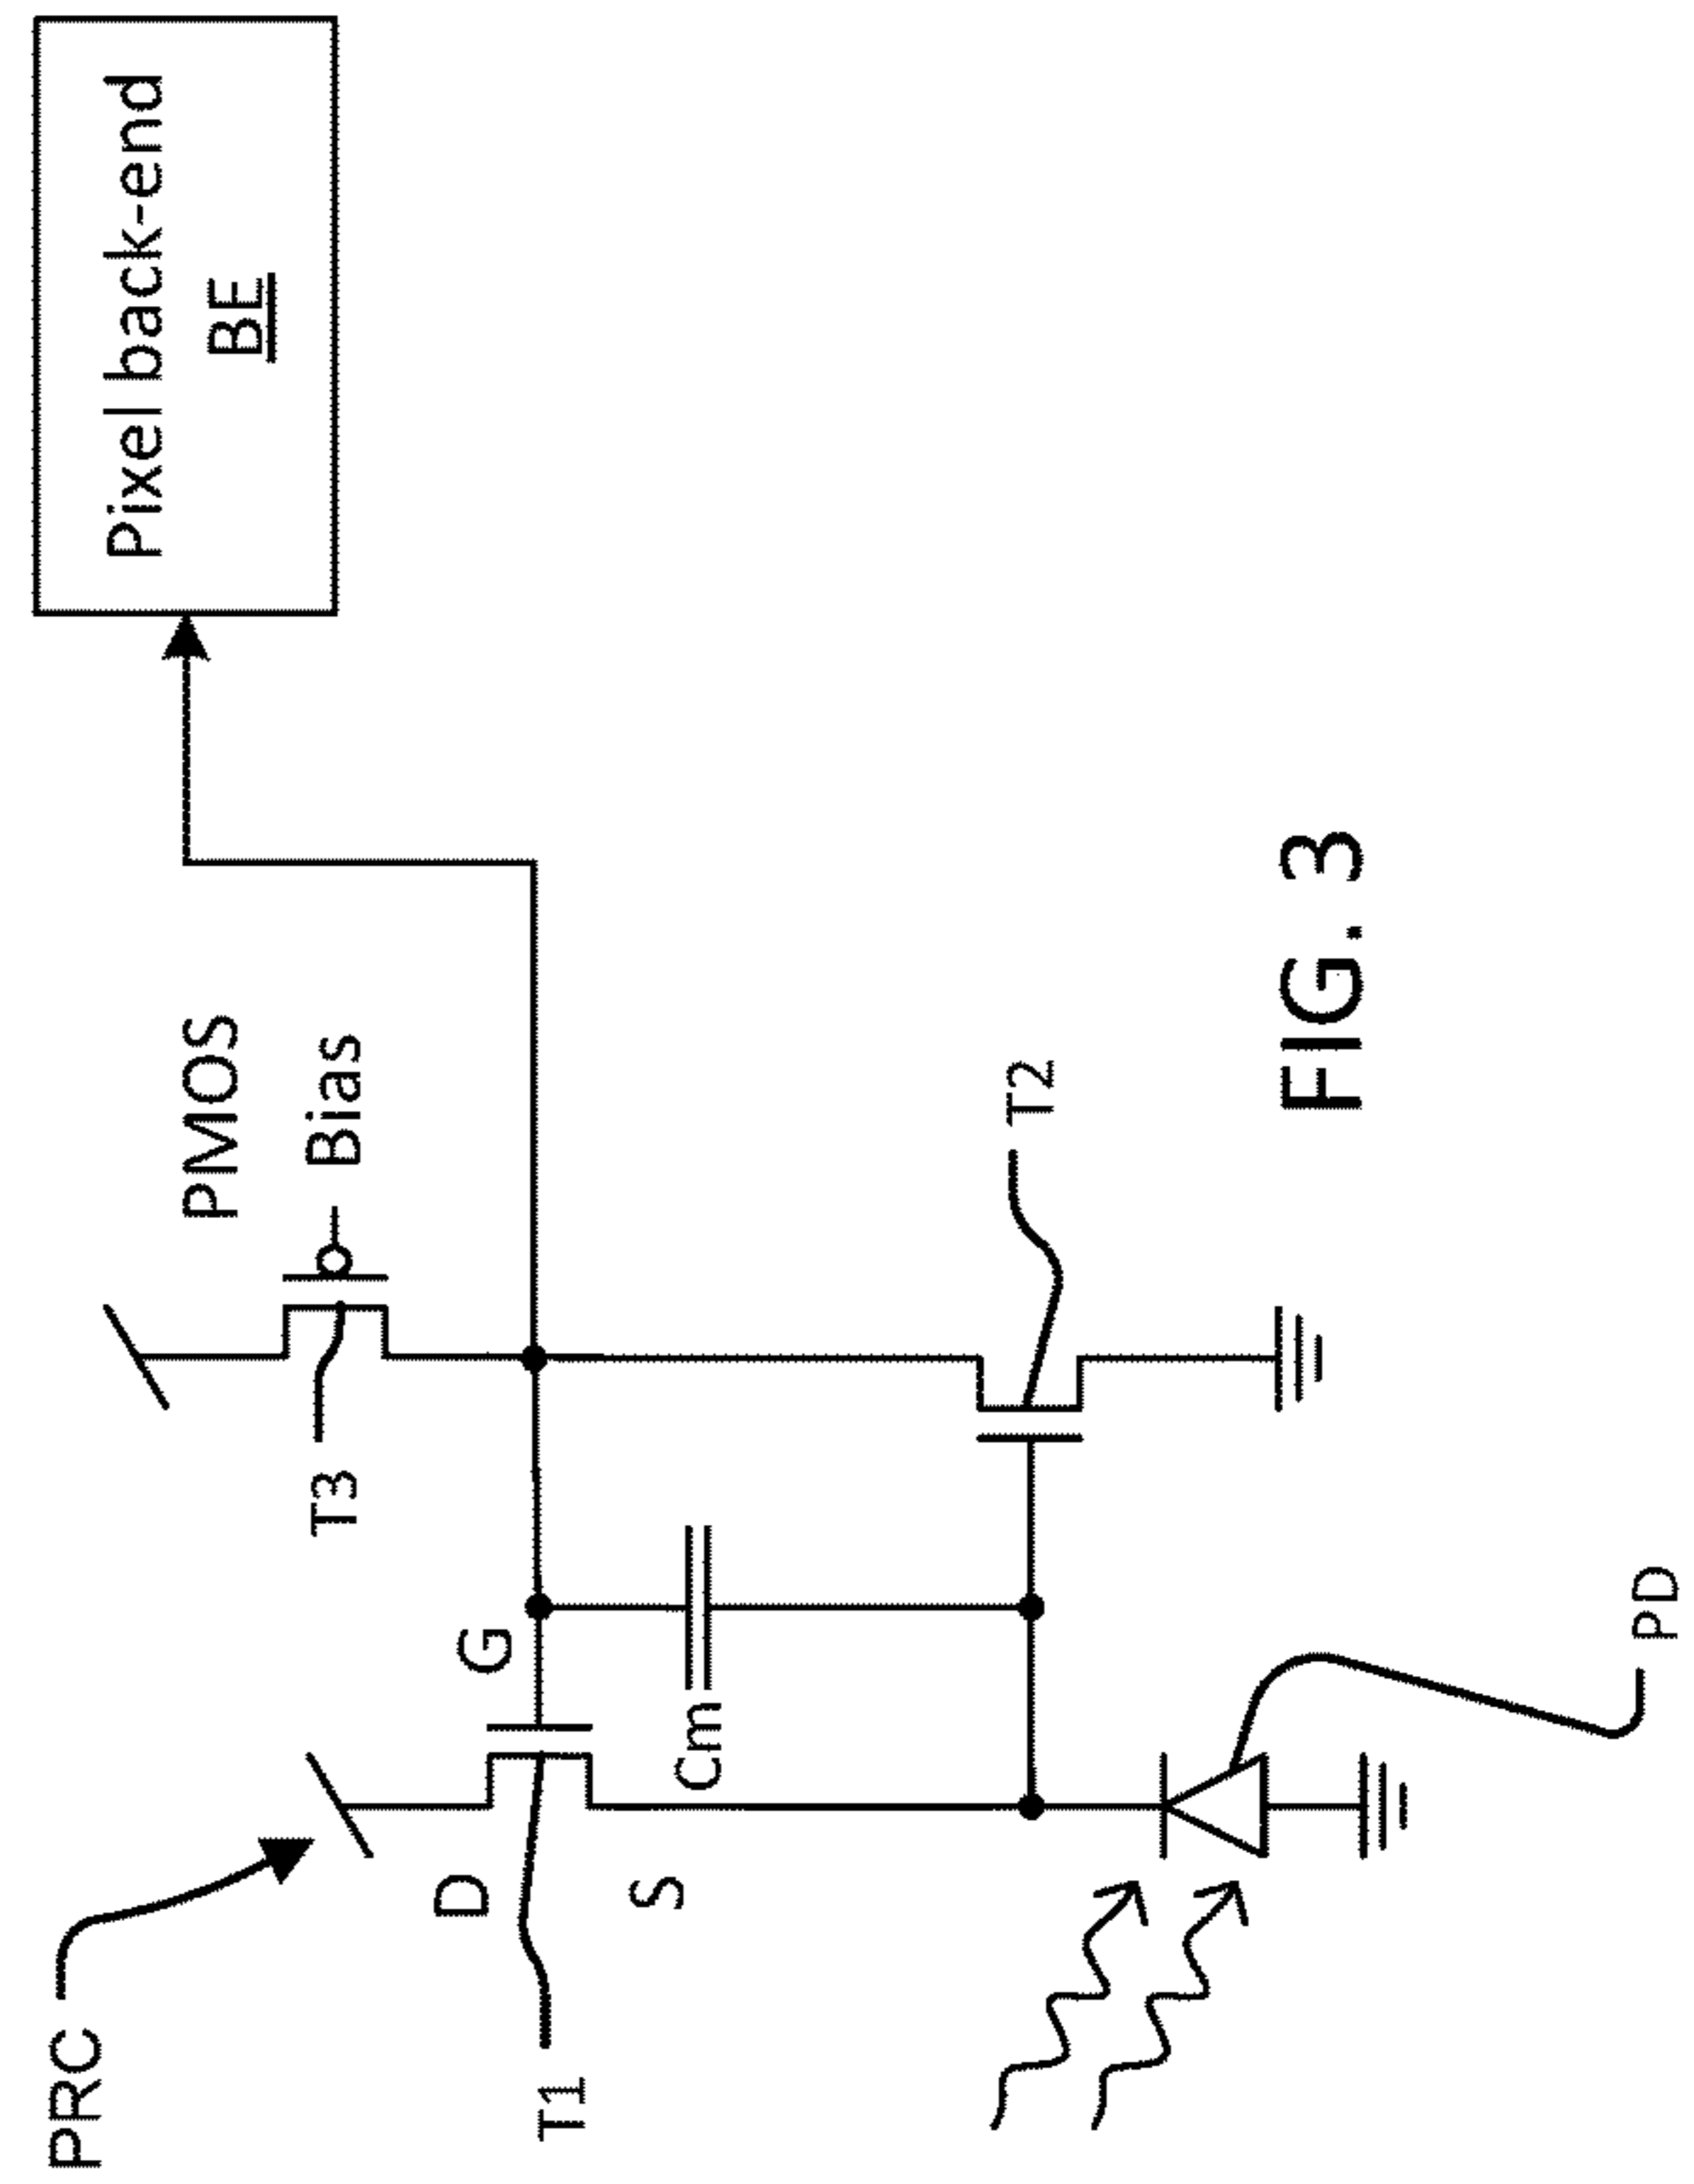 PRC
Pixel back-end
BE
PMOS
Bias
T3
D
G
T1
S
Cm
T2
PD
FIG. 3